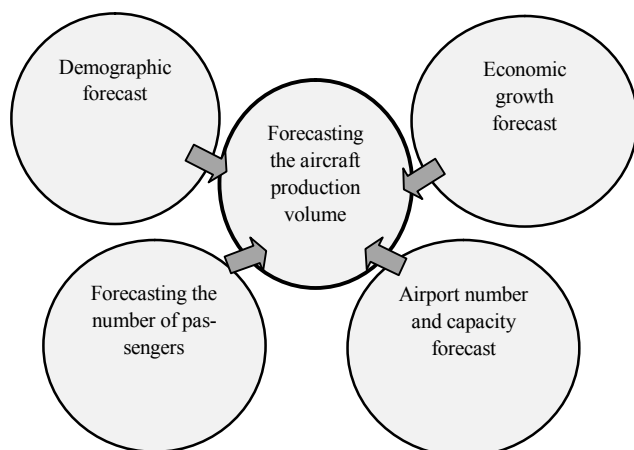 Demographic
forecast
Economic
growth
forecast
Forecasting
the aircraft
production
volume
Forecasting the
number of pas-
sengers
Airport number
and capacity
forecast